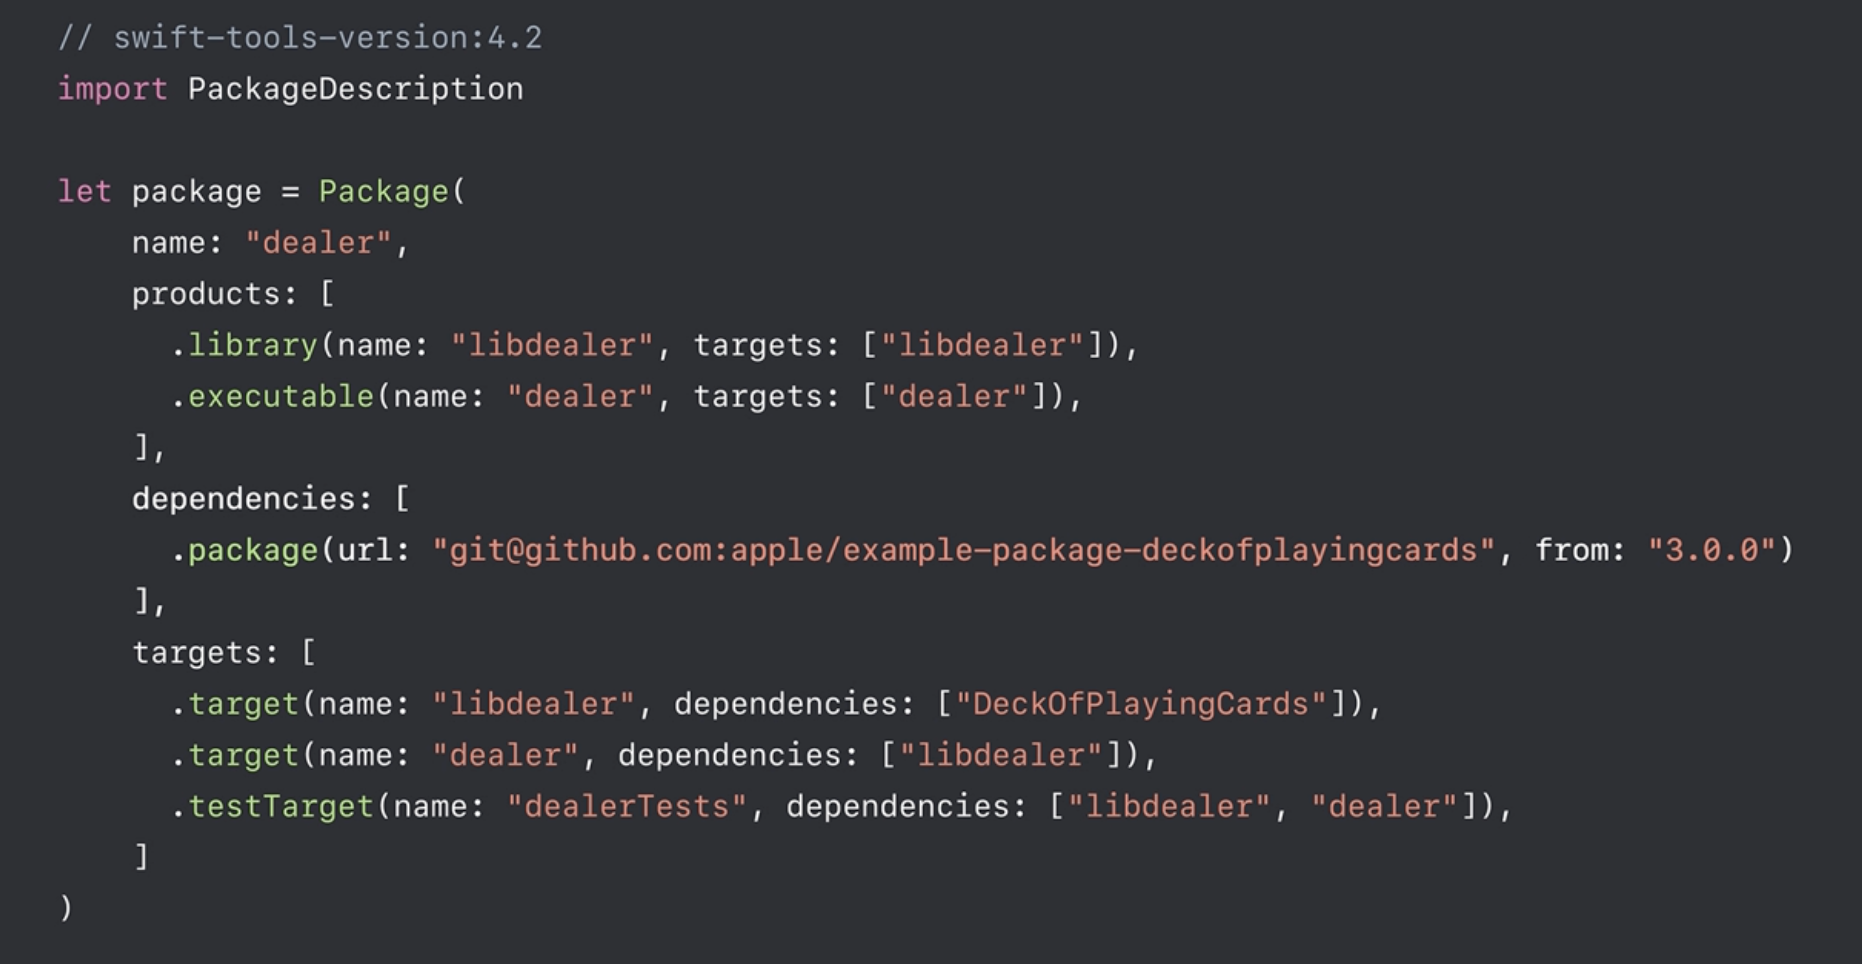 // swift-tools-version:4.2
import PackageDescription

let package = Package(
    name: "dealer",
    products: [
      .library(name: "libdealer", targets: ["libdealer"]),
      .executable(name: "dealer", targets: ["dealer"]),
    ],
    dependencies: [
      .package(url: "git@github.com:apple/example-package-deckofplayingcards", from: "3.0.0")
    ],
    targets: [
      .target(name: "libdealer", dependencies: ["DeckOfPlayingCards"]),
      .target(name: "dealer", dependencies: ["libdealer"]),
      .testTarget(name: "dealerTests", dependencies: ["libdealer", "dealer"]),
    ]
)